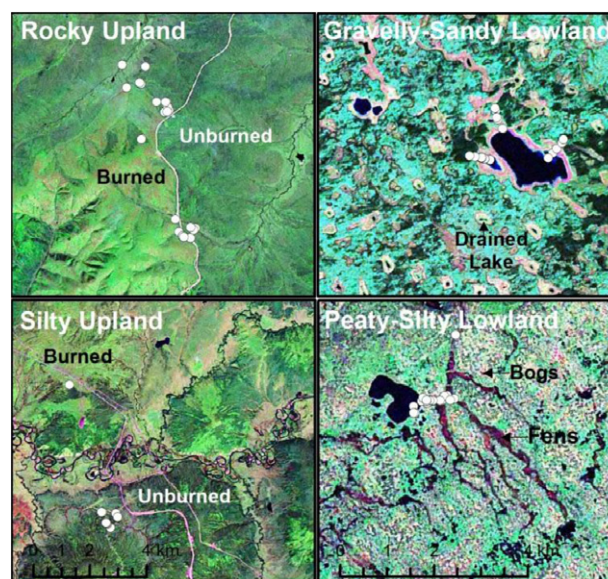 Rocky Upland
Unburned
Burned
Gravelly-Sandy Lowland
Drained
Lake
Silty Upland
Burned
Unburned
0 1 2 4 km
Peaty-Silty Lowland
Bogs
Fens
0 1 2 4 km